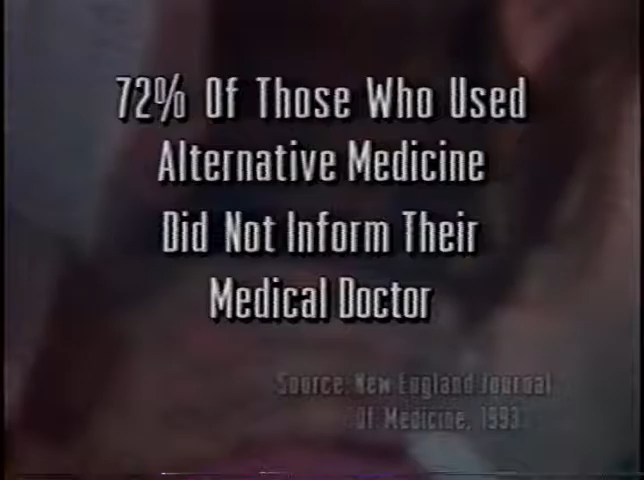 72% Of Those Who Used
Alternative Medicine
Did Not Inform Their
Medical Doctor
Source: New England Journal
Of Medicine, 1993